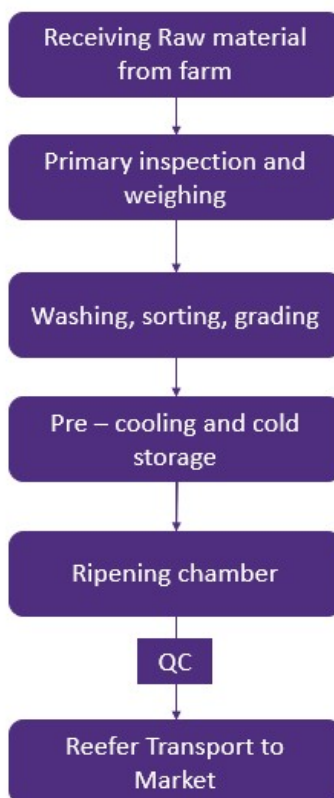 Receiving Raw material
from farm
Primary inspection and
weighing
Washing, sorting, grading
Pre – cooling and cold
storage
Ripening chamber
QC
Reefer Transport to
Market